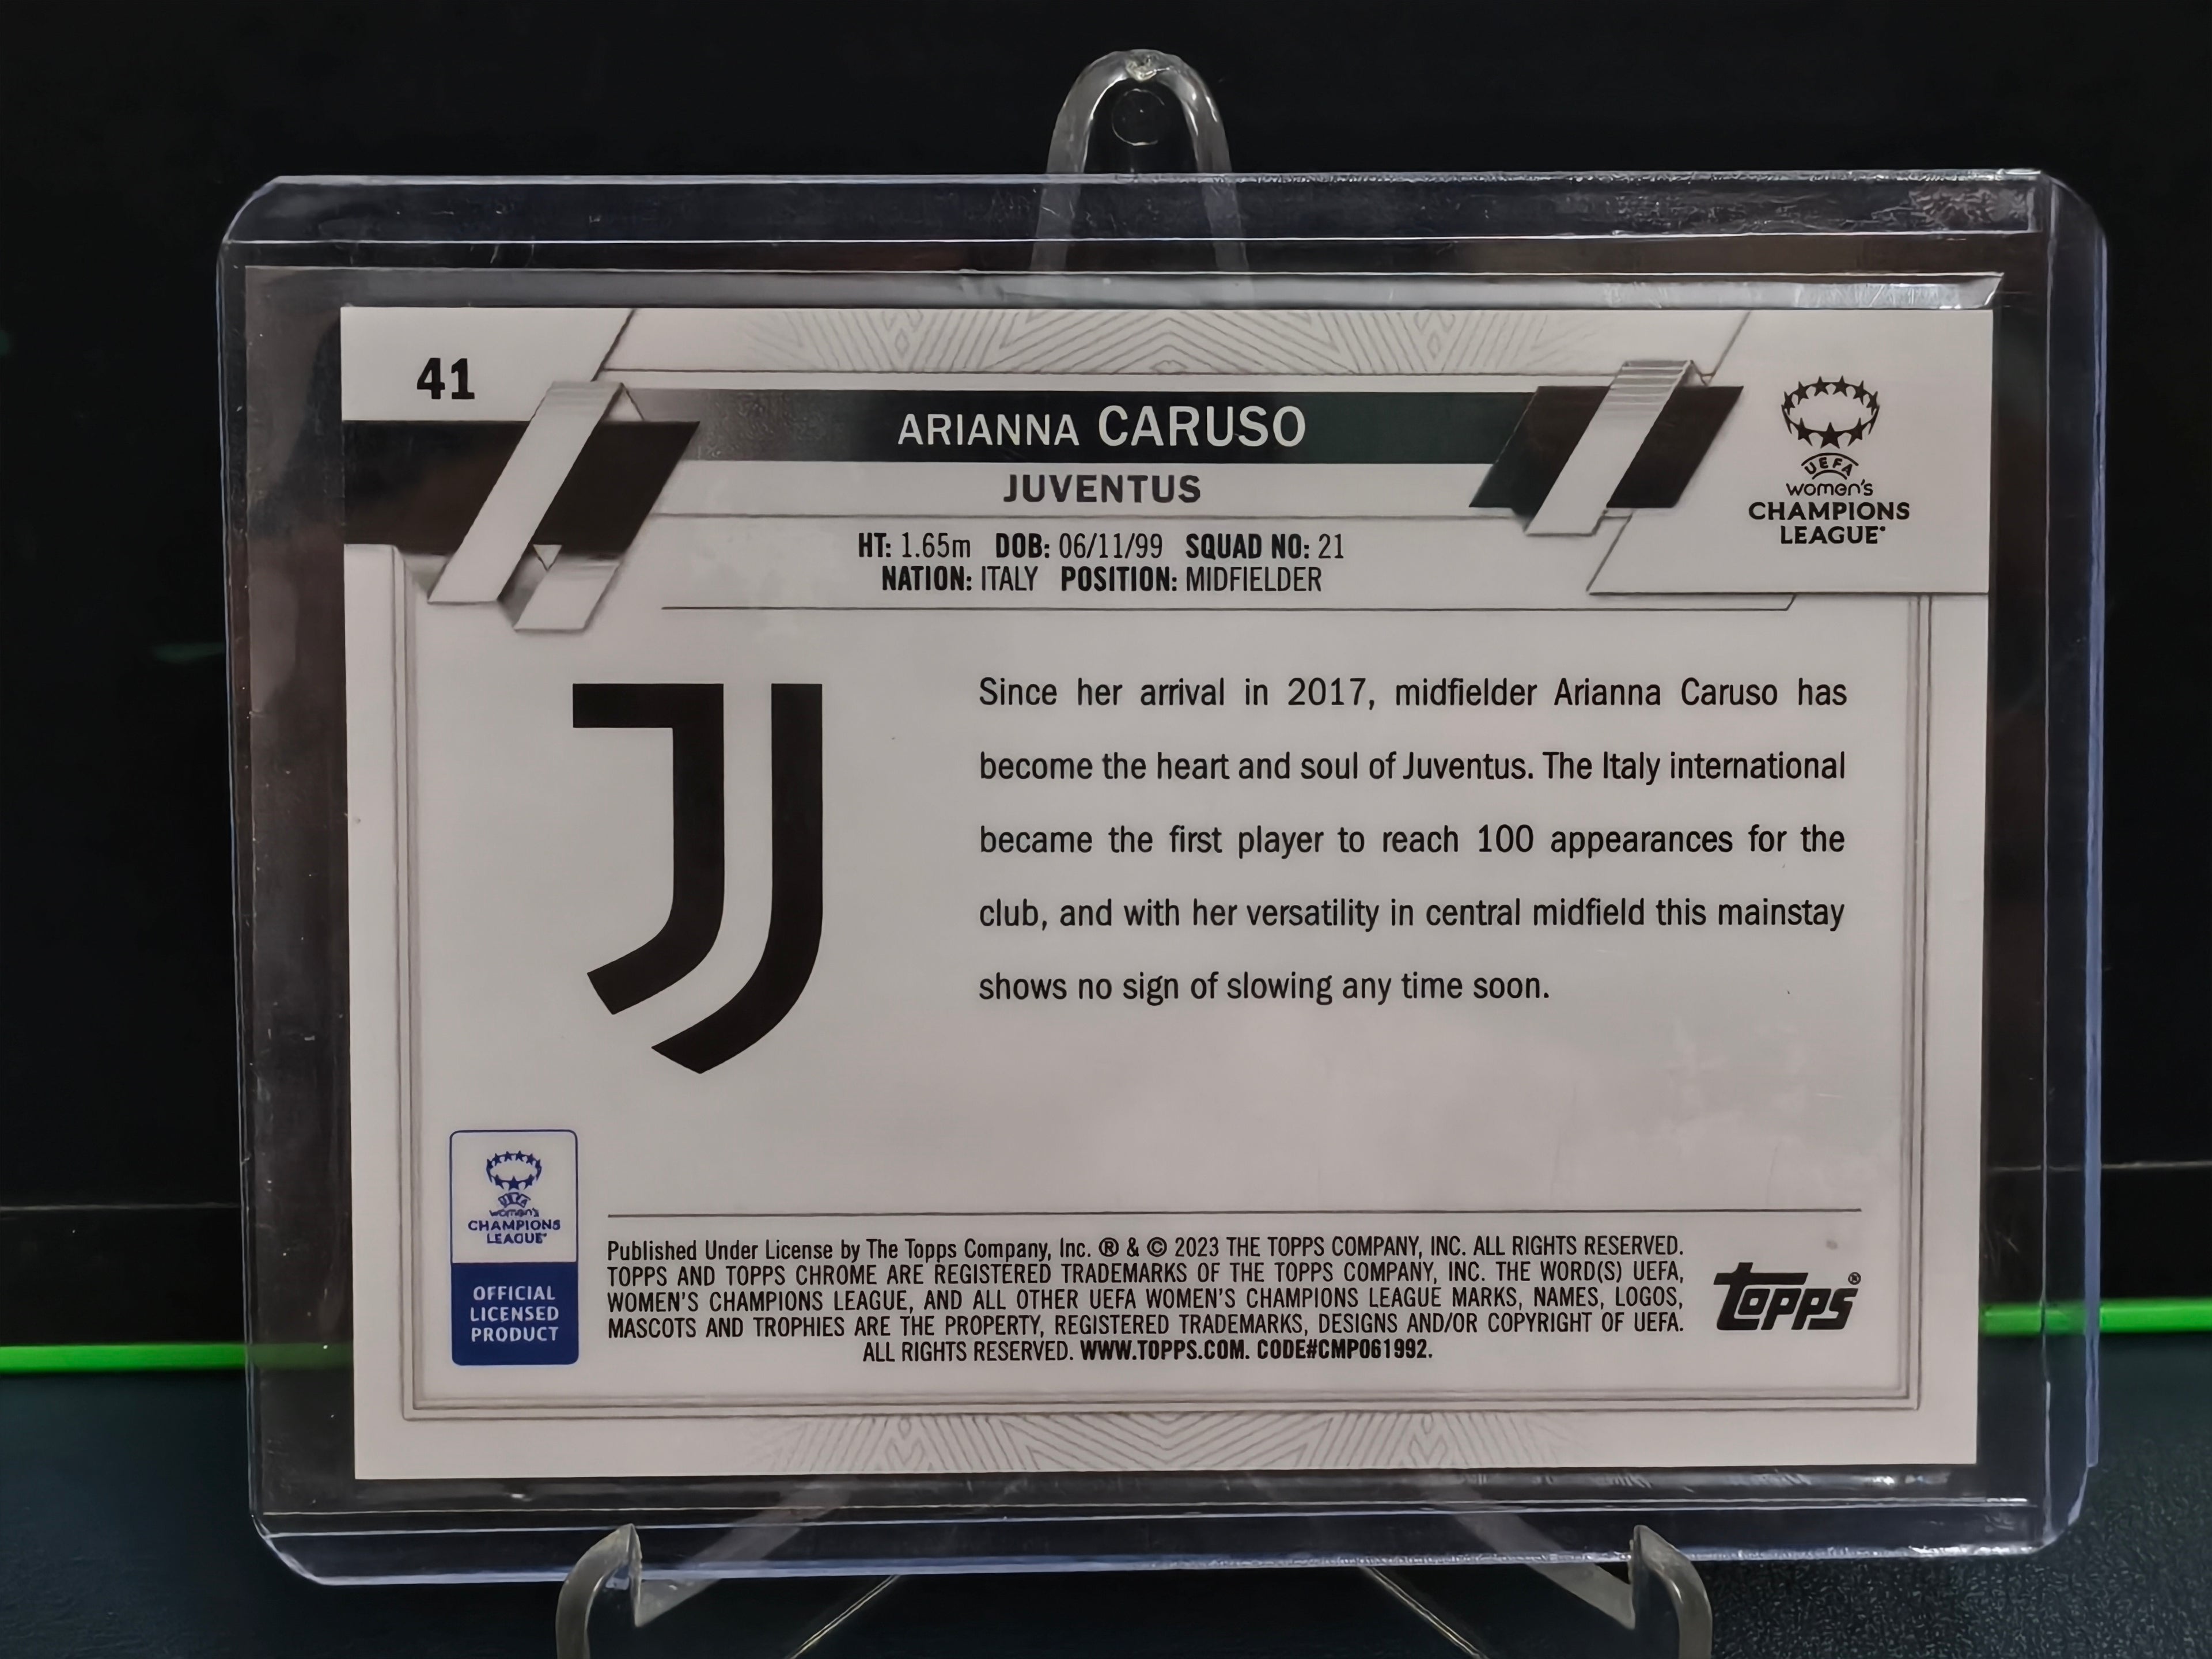 41
ARIANNA CARUSO
JUVENTUS
HT: 1.65m DOB: 06/11/99 SQUAD NO: 21
NATION: ITALY POSITION: MIDFIELDER
UEFA
women's
CHAMPIONS
LEAGUE
Since her arrival in 2017, midfielder Arianna Caruso has
become the heart and soul of Juventus. The Italy international
became the first player to reach 100 appearances for the
club, and with her versatility in central midfield this mainstay
shows no sign of slowing any time soon.
UEFA
women's
CHAMPIONS
LEAGUE
OFFICIAL
LICENSED
PRODUCT
Published Under License by The Topps Company, Inc. ® & © 2023 THE TOPPS COMPANY, INC. ALL RIGHTS RESERVED.
TOPPS AND TOPPS CHROME ARE REGISTERED TRADEMARKS OF THE TOPPS COMPANY, INC. THE WORD(S) UEFA,
WOMEN'S CHAMPIONS LEAGUE, AND ALL OTHER UEFA WOMEN'S CHAMPIONS LEAGUE MARKS, NAMES, LOGOS,
MASCOTS AND TROPHIES ARE THE PROPERTY, REGISTERED TRADEMARKS, DESIGNS AND/OR COPYRIGHT OF UEFA.
ALL RIGHTS RESERVED. WWW.TOPPS.COM. CODE#CMP061992.
topps®